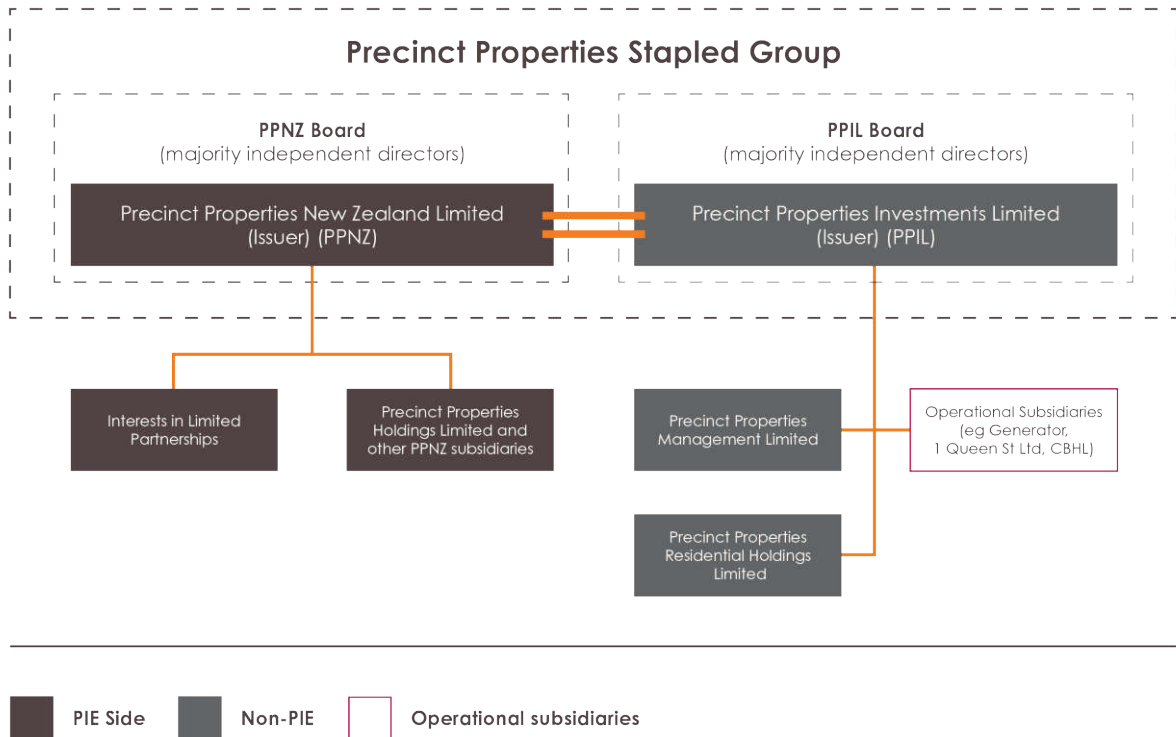 Precinct Properties Stapled Group
PPNZ Board
(majority independent directors)
Precinct Properties New Zealand Limited
(Issuer) (PPNZ)
PPIL Board
(majority independent directors)
Precinct Properties Investments Limited
(Issuer) (PPIL)
Interests in Limited
Partnerships
Precinct Properties
Holdings Limited and
other PPNZ subsidiaries
Precinct Properties
Management Limited
Operational Subsidiaries
(eg Generator,
1 Queen St Ltd, CBHL)
Precinct Properties
Residential Holdings
Limited
PIE Side
Non-PIE
Operational subsidiaries